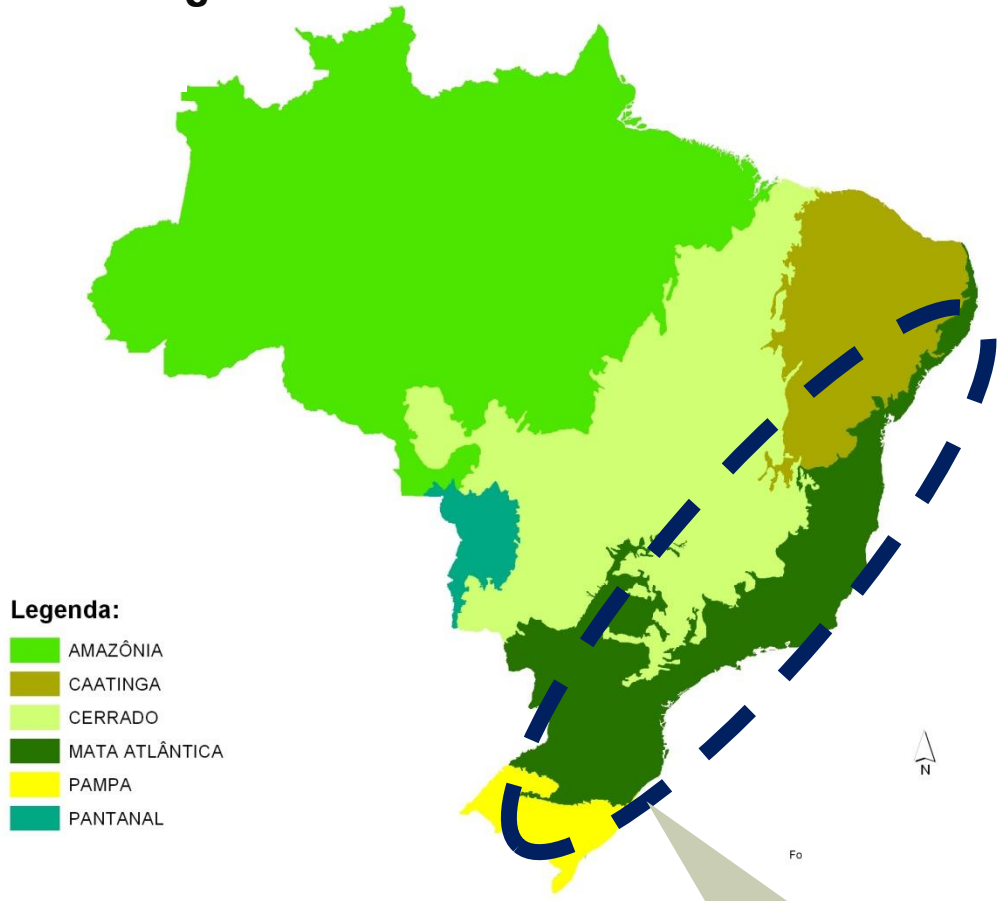 Legenda:
AMAZÔNIA
CAATINGA
CERRADO
MATA ATLÂNTICA
PAMPA
PANTANAL
N
Fo